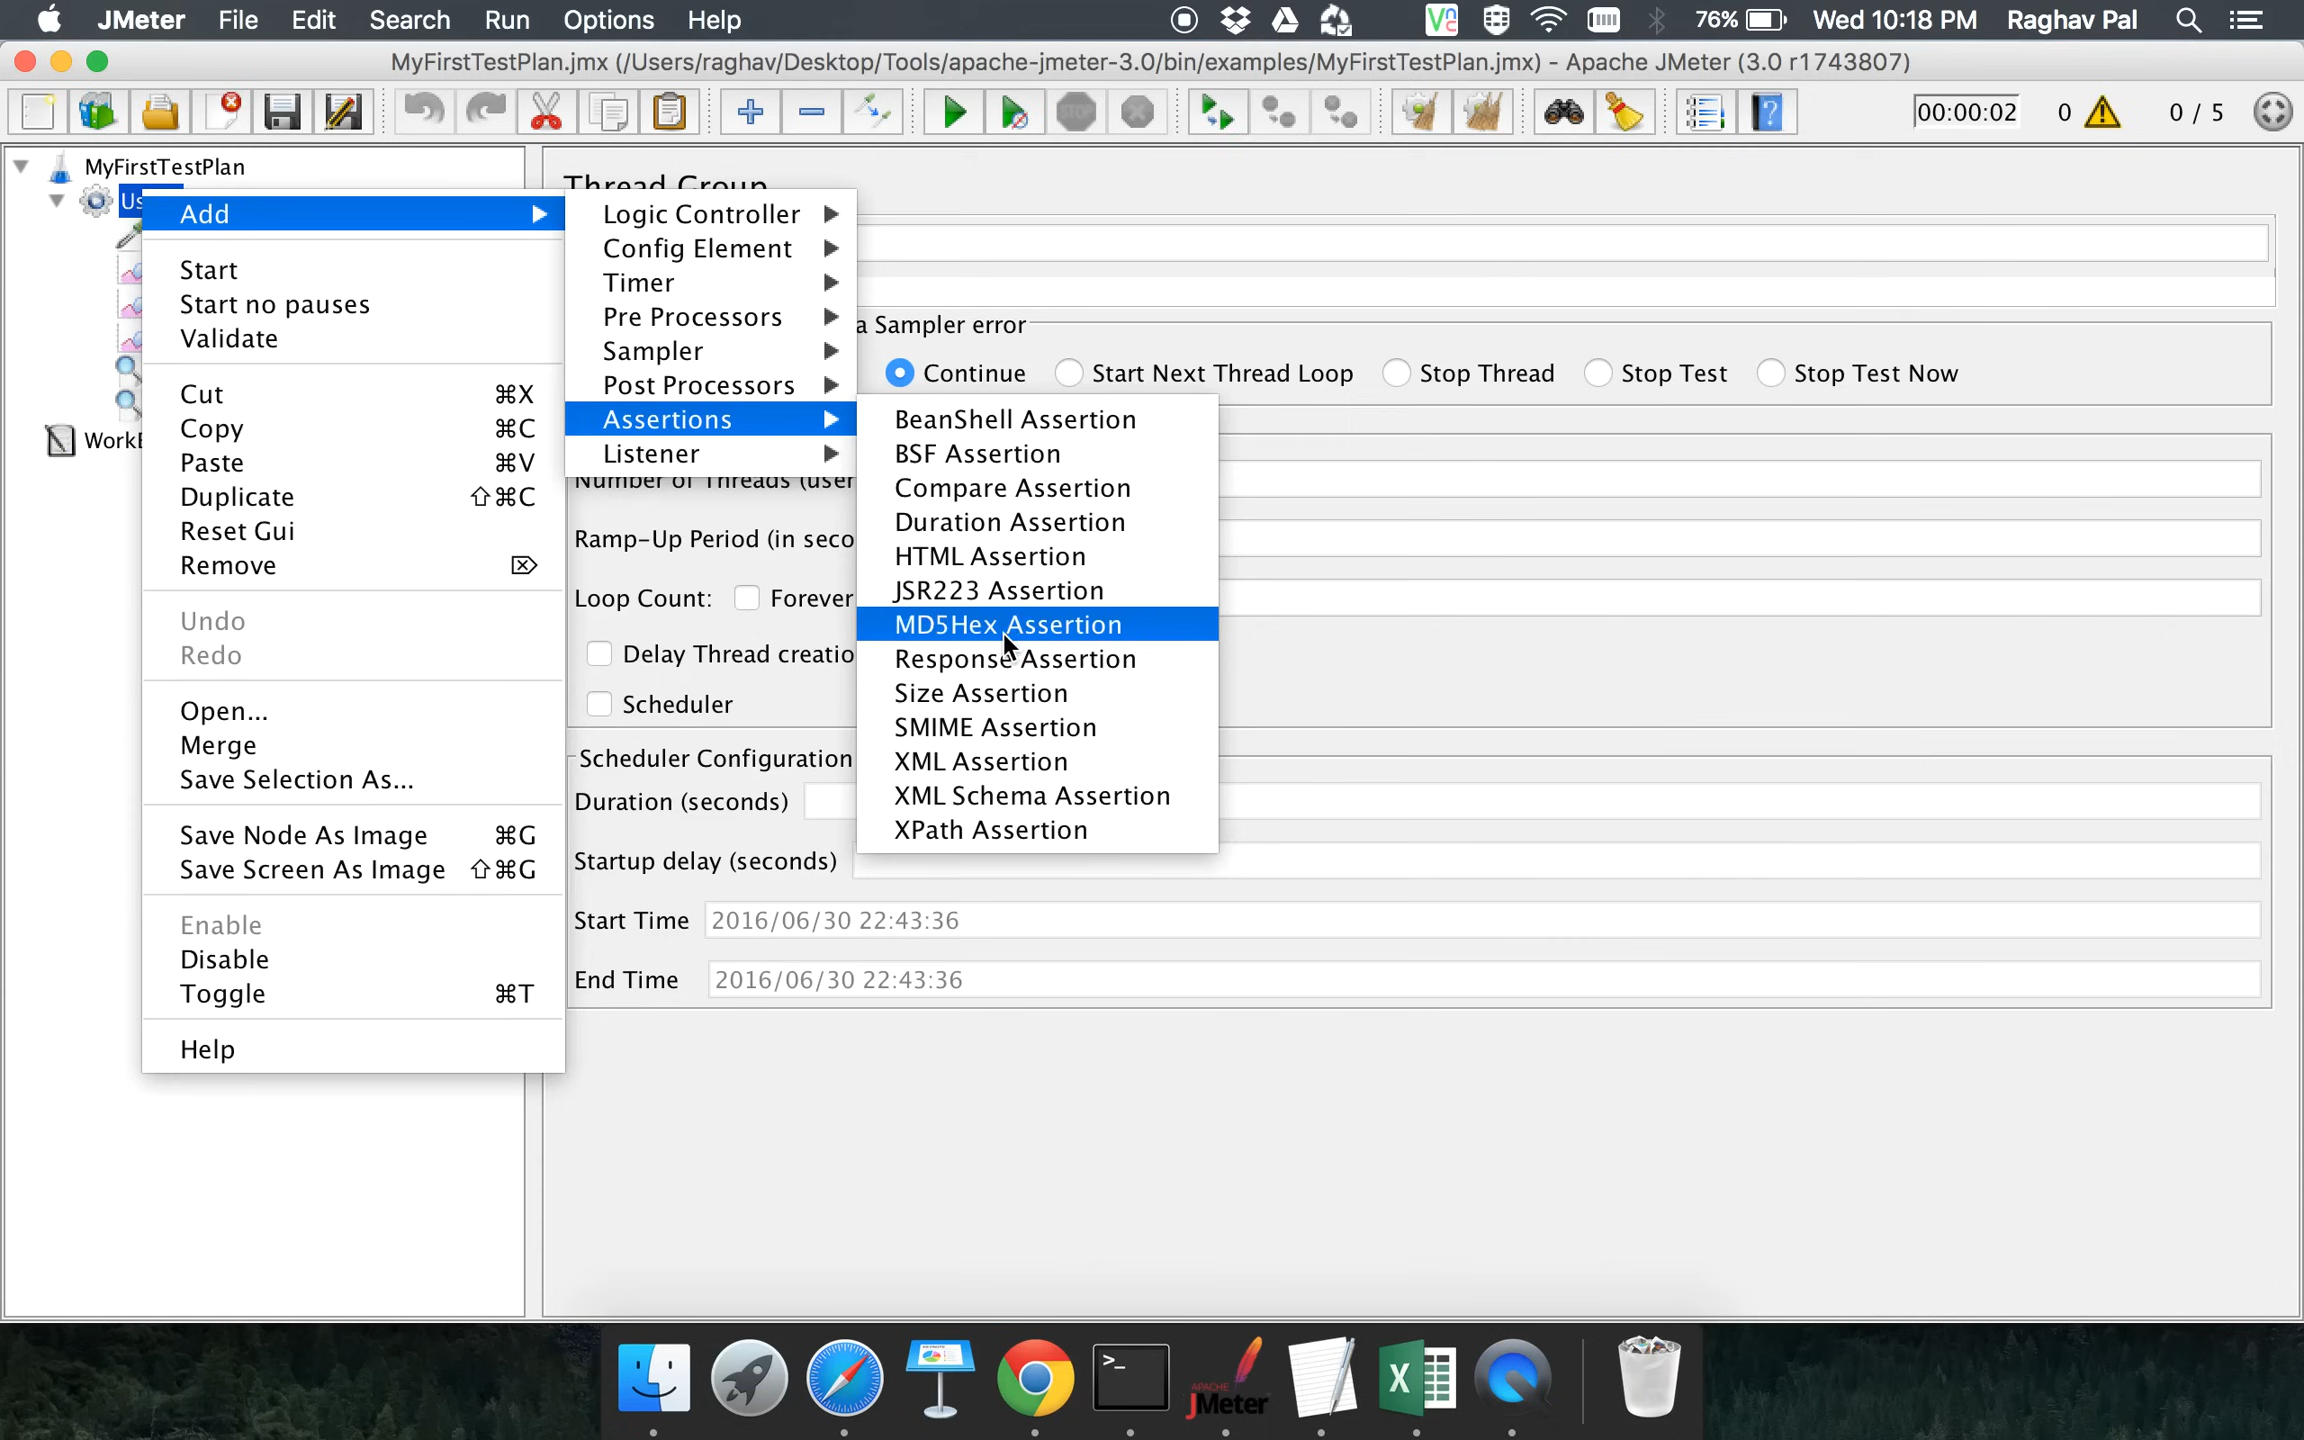 JMeter File Edit Search Run Options Help 76% Wed 10:18 PM Raghav Pal
MyFirstTestPlan.jmx (/Users/raghav/Desktop/Tools/apache-jmeter-3.0/bin/examples/MyFirstTestPlan.jmx) - Apache JMeter (3.0 r1743807)
00:00:02 0 0 / 5
MyFirstTestPlan
Add
Start
Start no pauses
Validate
Cut ⌘X
Copy ⌘C
Paste ⌘V
Duplicate ⇧⌘C
Reset Gui
Remove ⌦
Undo
Redo
Open...
Merge
Save Selection As...
Save Node As Image ⌘G
Save Screen As Image ⇧⌘G
Enable
Disable
Toggle ⌘T
Help
Logic Controller
Config Element
Timer
Pre Processors
Sampler
Post Processors
Assertions
Listener
BeanShell Assertion
BSF Assertion
Compare Assertion
Duration Assertion
HTML Assertion
JSR223 Assertion
MD5Hex Assertion
Response Assertion
Size Assertion
SMIME Assertion
XML Assertion
XML Schema Assertion
XPath Assertion
Thread Group
a Sampler error
Continue Start Next Thread Loop Stop Thread Stop Test Stop Test Now
Number of Threads (user
Ramp-Up Period (in seco
Loop Count: Forever
Delay Thread creatio
Scheduler
Scheduler Configuration
Duration (seconds)
Startup delay (seconds)
Start Time 2016/06/30 22:43:36
End Time 2016/06/30 22:43:36
APACHE
JMeter